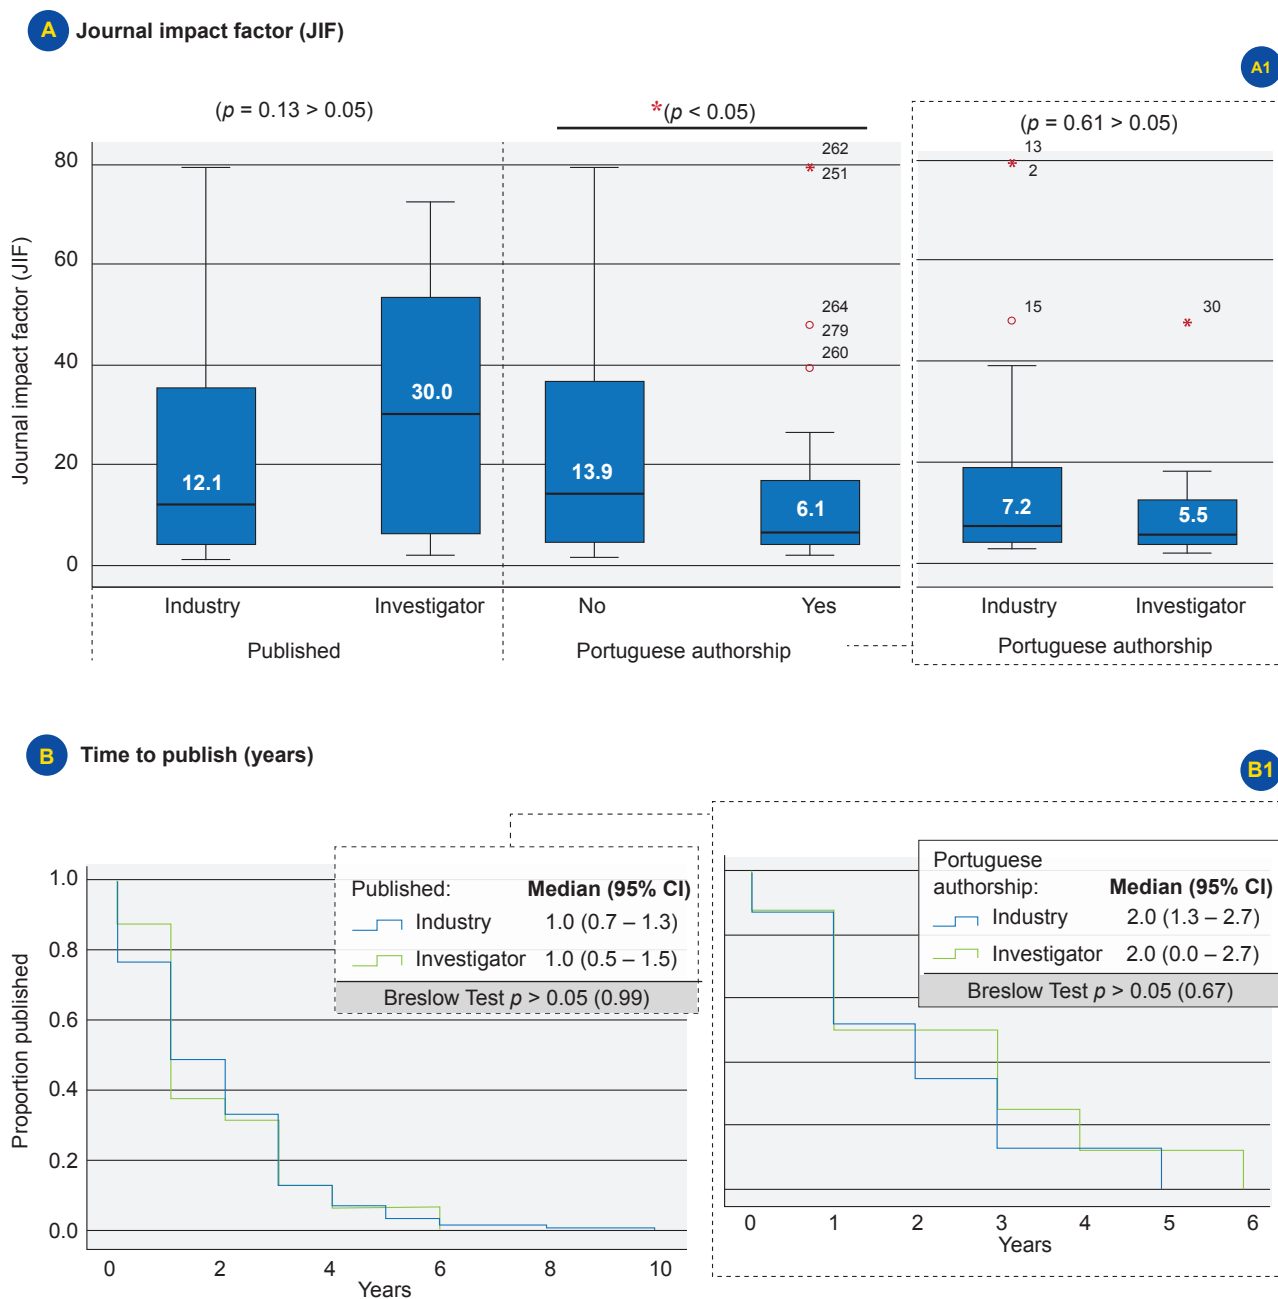 A Journal impact factor (JIF)
A1
(p = 0.13 > 0.05)
*(p < 0.05)
(p = 0.61 > 0.05)
Journal impact factor (JIF)
80
60
40
20
0
12.1
30.0
13.9
6.1
262
251
264
279
260
13
2
15
30
7.2
5.5
Industry Investigator No Yes
Published Portuguese authorship
Industry Investigator
Portuguese authorship
B Time to publish (years)
B1
Proportion published
1.0
0.8
0.6
0.4
0.2
0.0
Published: Median (95% CI)
Industry 1.0 (0.7 – 1.3)
Investigator 1.0 (0.5 – 1.5)
Breslow Test p > 0.05 (0.99)
0 2 4 6 8 10
Years
Portuguese
authorship: Median (95% CI)
Industry 2.0 (1.3 – 2.7)
Investigator 2.0 (0.0 – 2.7)
Breslow Test p > 0.05 (0.67)
0 1 2 3 4 5 6
Years